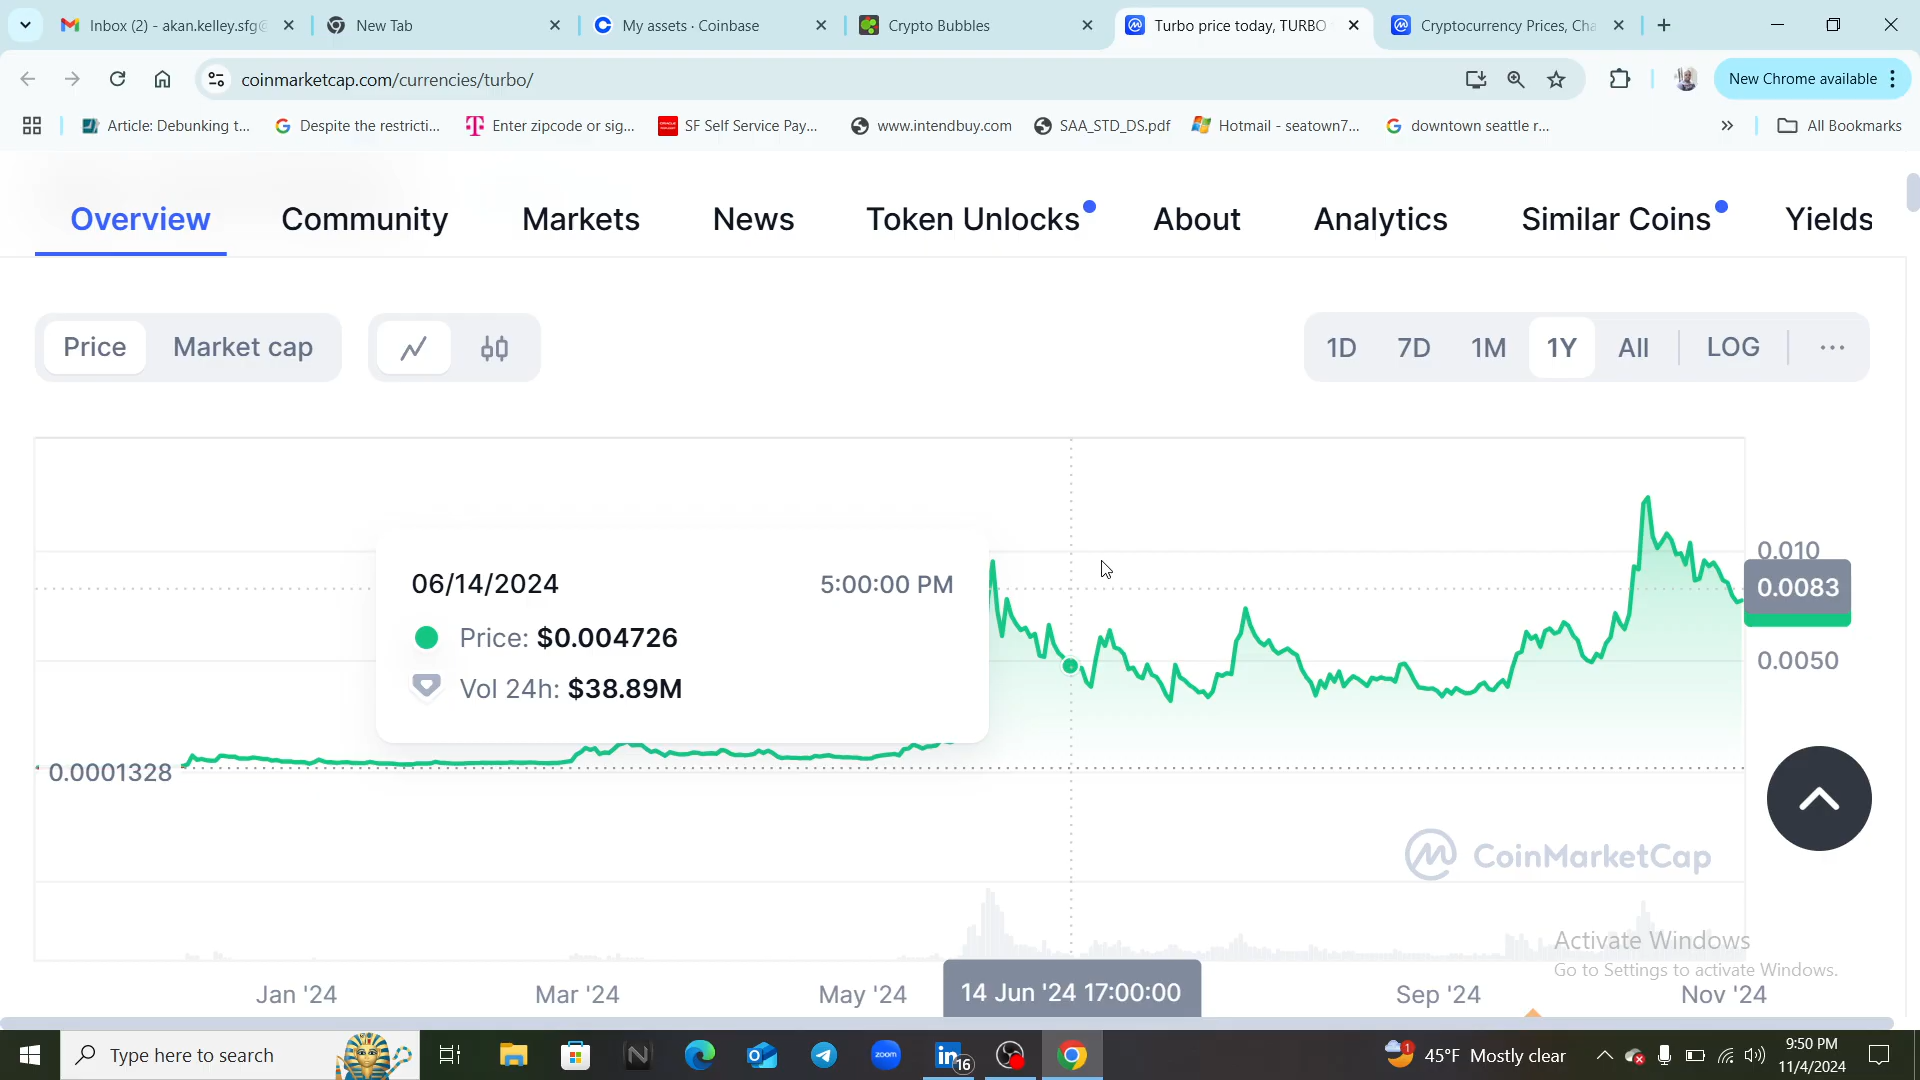 Inbox (2) - akan.kelley.sfg@
New Tab
My assets · Coinbase
Crypto Bubbles
Turbo price today, TURBO
Cryptocurrency Prices, Cha
coinmarketcap.com/currencies/turbo/
New Chrome available
Article: Debunking t...
Despite the restricti...
Enter zipcode or sig...
SF Self Service Pay...
www.intendbuy.com
SAA_STD_DS.pdf
Hotmail - seatown7...
downtown seattle r...
All Bookmarks
Overview
Community
Markets
News
Token Unlocks
About
Analytics
Similar Coins
Yields
Price
Market cap
1D
7D
1M
1Y
All
LOG
06/14/2024
5:00:00 PM
Price: $0.004726
Vol 24h: $38.89M
0.010
0.0083
0.0050
0.0001328
CoinMarketCap
Activate Windows
Go to Settings to activate Windows.
Jan '24
Mar '24
May '24
14 Jun '24 17:00:00
Sep '24
Nov '24
Type here to search
zoom
16
1
45°F Mostly clear
9:50 PM
11/4/2024